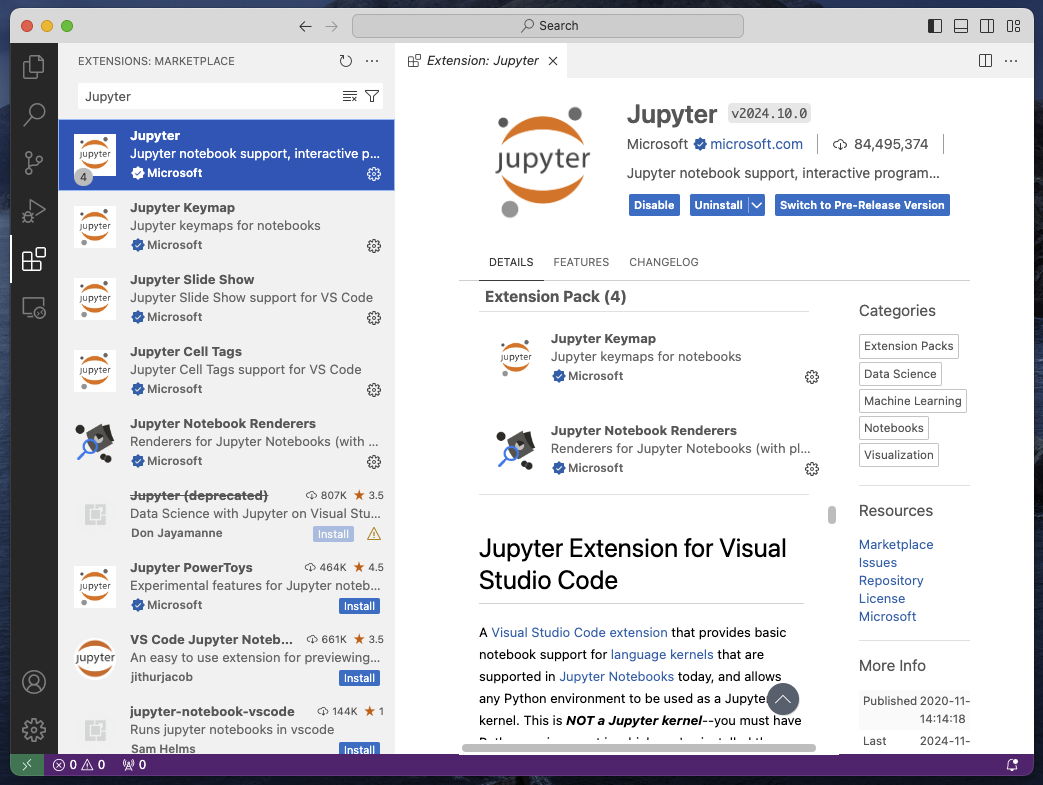 Search
EXTENSIONS: MARKETPLACE
Jupyter
Jupyter
Jupyter notebook support, interactive p...
Microsoft
jupyter
4
Jupyter Keymap
Jupyter keymaps for notebooks
Microsoft
jupyter
Jupyter Slide Show
Jupyter Slide Show support for VS Code
Microsoft
jupyter
Jupyter Cell Tags
Jupyter Cell Tags support for VS Code
Microsoft
jupyter
Jupyter Notebook Renderers
Renderers for Jupyter Notebooks (with ...
Microsoft
Jupyter (deprecated) 807K ★ 3.5
Data Science with Jupyter on Visual Stu...
Don Jayamanne Install
Jupyter PowerToys 464K ★ 4.5
Experimental features for Jupyter noteb...
Microsoft Install
jupyter
VS Code Jupyter Noteb... 661K ★ 3.5
An easy to use extension for previewing...
jithurjacob Install
jupyter
jupyter-notebook-vscode 144K ★ 1
Runs jupyter notebooks in vscode
Sam Helms Install
Extension: Jupyter
jupyter
Jupyter v2024.10.0
Microsoft microsoft.com 84,495,374
Jupyter notebook support, interactive program...
Disable Uninstall Switch to Pre-Release Version
DETAILS FEATURES CHANGELOG
Extension Pack (4)
jupyter
Jupyter Keymap
Jupyter keymaps for notebooks
Microsoft
Jupyter Notebook Renderers
Renderers for Jupyter Notebooks (with pl...
Microsoft
Jupyter Extension for Visual
Studio Code
A Visual Studio Code extension that provides basic
notebook support for language kernels that are
supported in Jupyter Notebooks today, and allows
any Python environment to be used as a Jupyter
kernel. This is NOT a Jupyter kernel--you must have
Categories
Extension Packs
Data Science
Machine Learning
Notebooks
Visualization
Resources
Marketplace
Issues
Repository
License
Microsoft
More Info
Published 2020-11-
14:14:18
Last 2024-11-
0 0 0